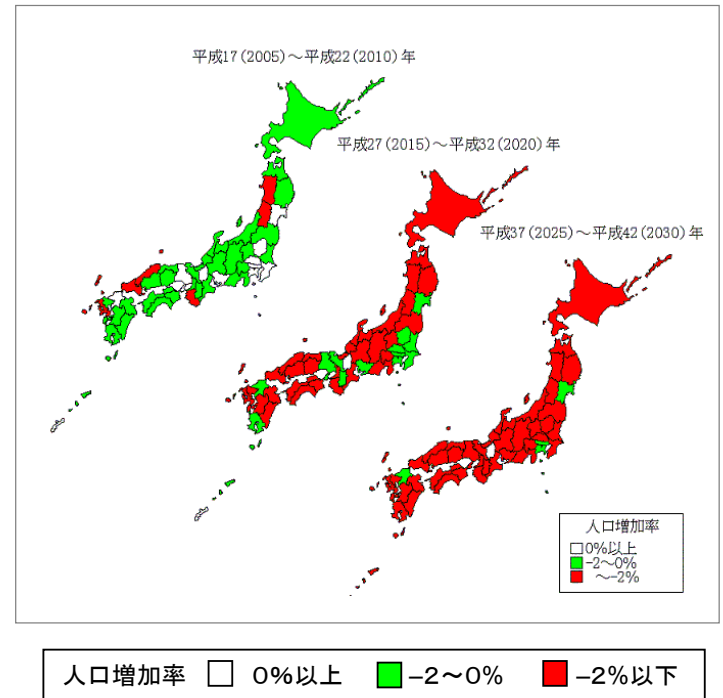 平成17(2005)～平成22(2010)年
平成27(2015)～平成32(2020)年
平成37(2025)～平成42(2030)年
人口増加率
0%以上
-2～0%
～-2%
人口増加率 0%以上 -2～0% -2%以下